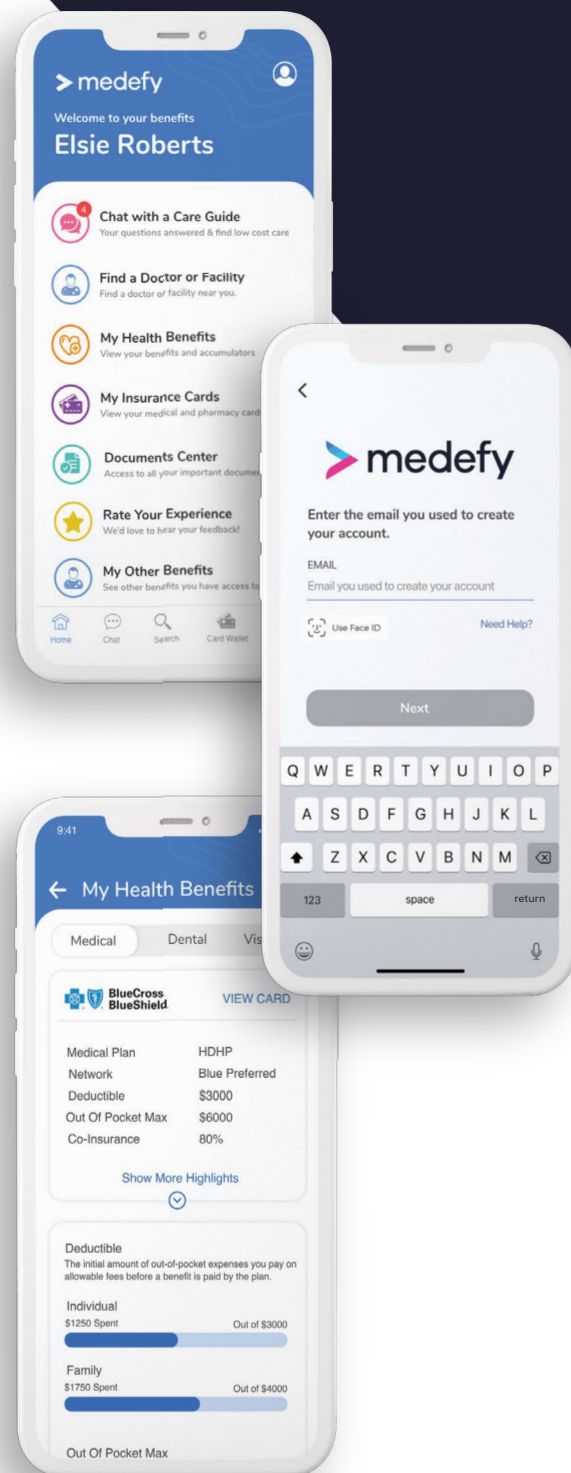 medefy
Welcome to your benefits
Elsie Roberts
4
Chat with a Care Guide
Your questions answered & find low cost care
Find a Doctor or Facility
Find a doctor of facility near you.
My Health Benefits
View your benefits and accumulators
My Insurance Cards
View your medical and pharmacy card
Documents Center
Access to all your important docume
Rate Your Experience
We'd love to hear your feedback!
My Other Benefits
See other benefits you have access to
Home Chat Search Card Wallet
medefy
Enter the email you used to create
your account.
EMAIL
Email you used to create your account
Use Face ID Need Help?
Next
Q W E R T Y U I O P
A S D F G H J K L
Z X C V B N M
123 space return
9:41
My Health Benefits
Medical Dental Vis
BlueCross
BlueShield
VIEW CARD
Medical Plan HDHP
Network Blue Preferred
Deductible $3000
Out Of Pocket Max $6000
Co-Insurance 80%
Show More Highlights
Deductible
The initial amount of out-of-pocket expenses you pay on
allowable fees before a benefit is paid by the plan.
Individual
$1250 Spent Out of $3000
Family
$1750 Spent Out of $4000
Out Of Pocket Max